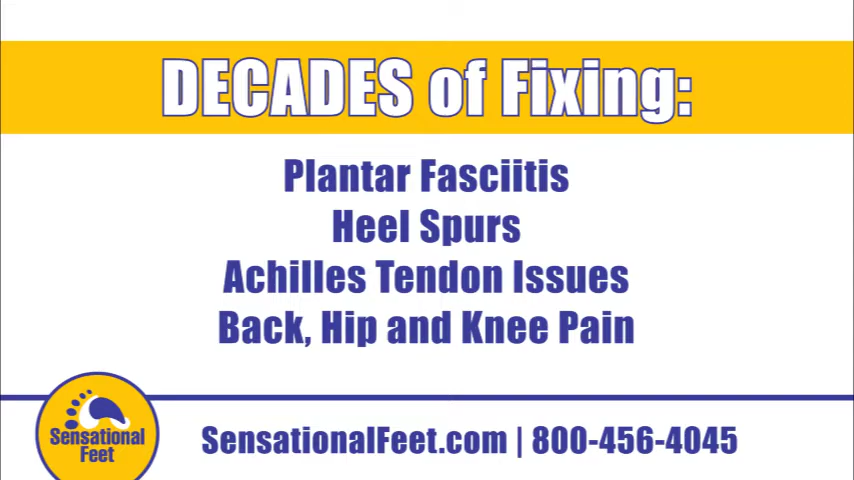 DECADES of Fixing:
Plantar Fasciitis
Heel Spurs
Achilles Tendon Issues
Back, Hip and Knee Pain
Sensational
Feet
SensationalFeet.com | 800-456-4045